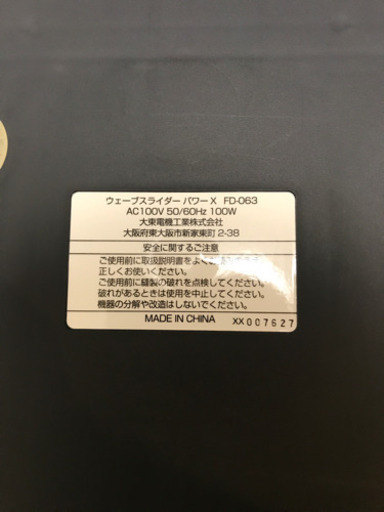 ウェーブスライダー パワーX FD-063
AC100V 50/60Hz 100W
大東電機工業株式会社
大阪府東大阪市新家東町 2-38
安全に関するご注意
ご使用前に取扱説明書をよく
正しくお使いください。
ご使用前に縫製の破れを点検してください。
破れがあるときは使用を中止してください。
機器の分解や改造はしないでください。
MADE IN CHINA XX007627